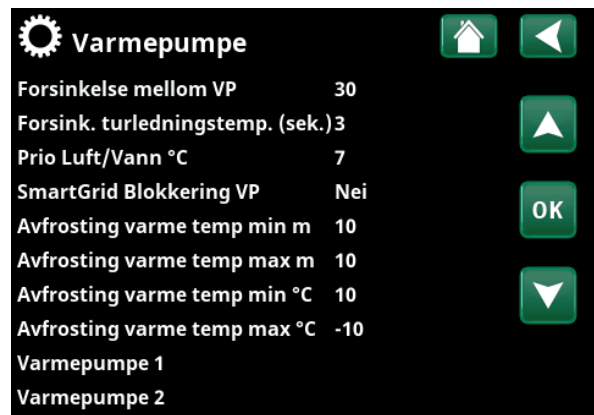 Varmepumpe
Forsinkelse mellom VP 30
Forsink. turledningstemp. (sek.) 3
Prio Luft/Vann °C 7
SmartGrid Blokkering VP Nei
Avfrosting varme temp min m 10
Avfrosting varme temp max m 10
Avfrosting varme temp min °C 10
Avfrosting varme temp max °C -10
Varmepumpe 1
Varmepumpe 2
OK